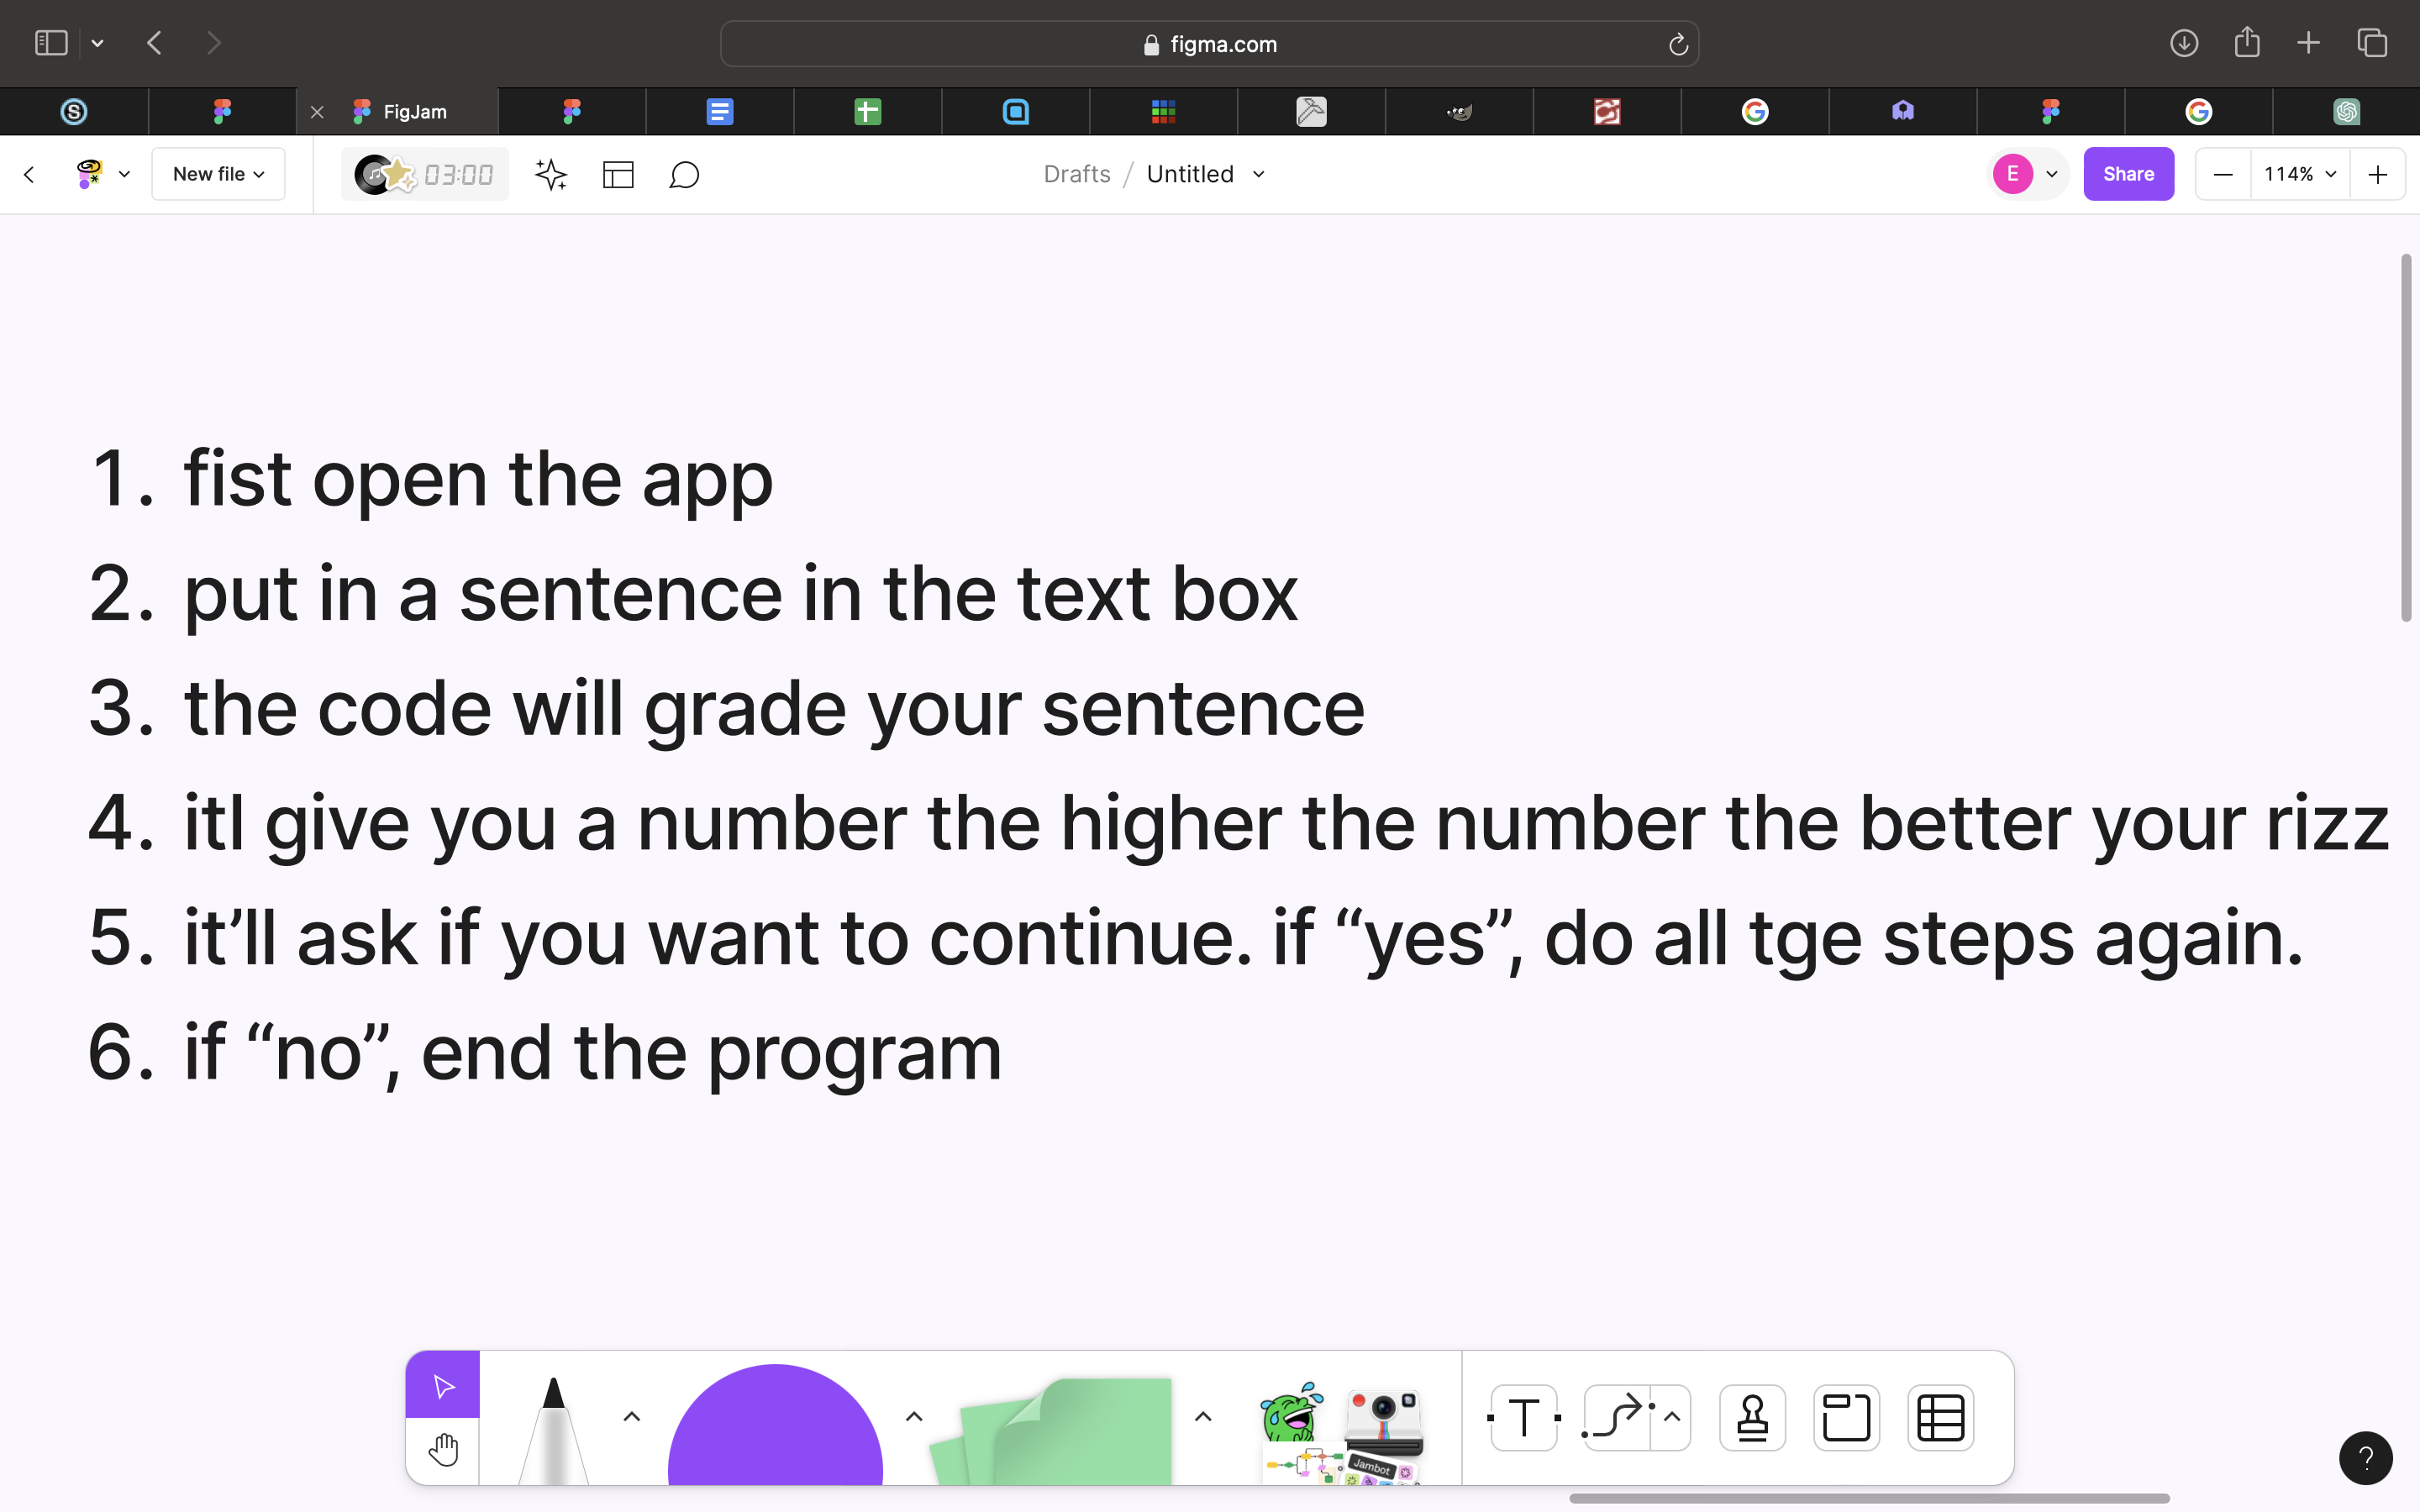 figma.com
FigJam
New file
03:00
Drafts / Untitled
E
Share
114%
1. fist open the app
2. put in a sentence in the text box
3. the code will grade your sentence
4. itl give you a number the higher the number the better your rizz
5. it’ll ask if you want to continue. if “yes”, do all tge steps again.
6. if “no”, end the program
T
Jambot
?